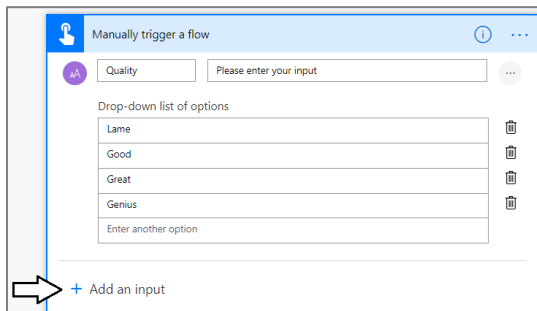 Manually trigger a flow
Quality Please enter your input
Drop-down list of options
Lame
Good
Great
Genius
Enter another option
+ Add an input